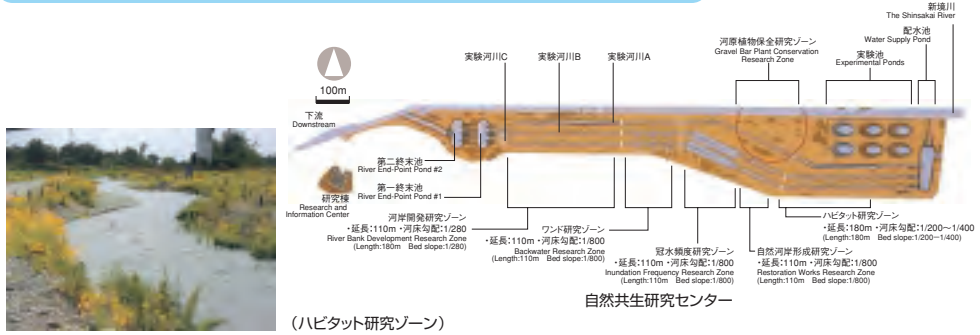 新境川
The Shinsakai River
配水池
Water Supply Pond
河原植物保全研究ゾーン
Gravel Bar Plant Conservation
Research Zone
実験池
Experimental Ponds
実験河川C
実験河川B
実験河川A
100m
下流
Downstream
第二終末池
River End-Point Pond #2
第一終末池
River End-Point Pond #1
研究棟
Research and
Information Center
河岸開発研究ゾーン
・延長:110m・河床勾配:1/280
River Bank Development Research Zone
(Length:180m Bed slope:1/280)
ワンド研究ゾーン
・延長:110m・河床勾配:1/800
Backwater Research Zone
(Length:110m Bed slope:1/800)
冠水頻度研究ゾーン
・延長:110m・河床勾配:1/800
Inundation Frequency Research Zone
(Length:110m Bed slope:1/800)
自然河岸形成研究ゾーン
・延長:110m・河床勾配:1/800
Restoration Works Research Zone
(Length:110m Bed slope:1/800)
ハビタット研究ゾーン
・延長:180m・河床勾配:1/200〜1/400
(Length:180m Bed slope:1/200−1/400)
自然共生研究センター
(ハビタット研究ゾーン)